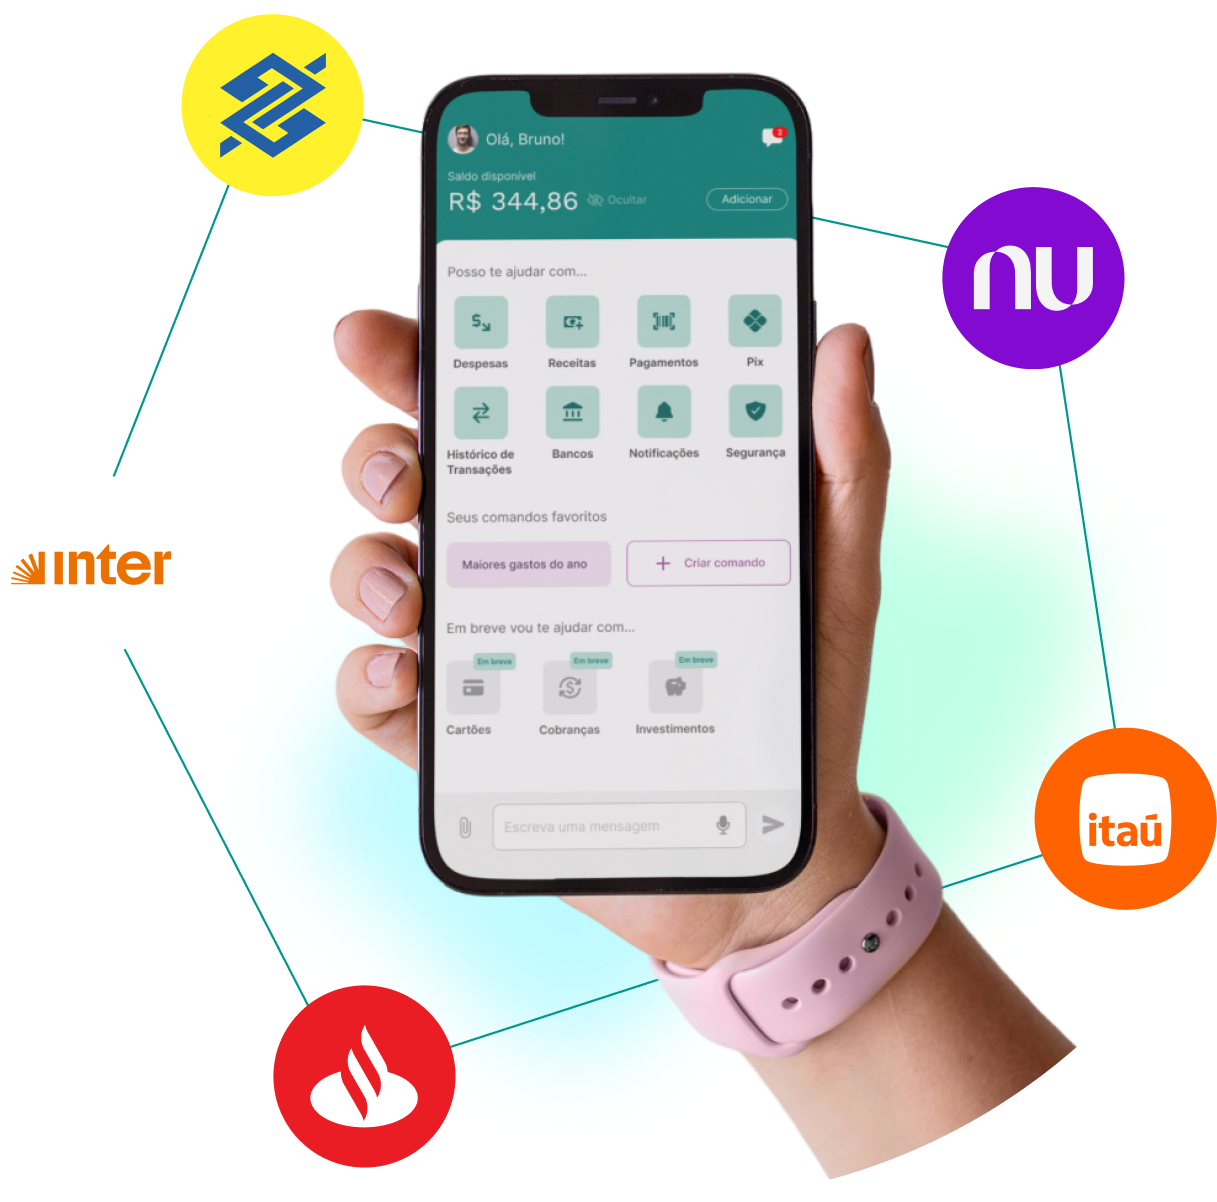 Olá, Bruno!
2
Saldo disponível
R$ 344,86
Ocultar
Adicionar
nu
Posso te ajudar com...
Despesas
Receitas
Pagamentos
Pix
Histórico de
Transações
Bancos
Notificações
Segurança
Seus comandos favoritos
Maiores gastos do ano
+ Criar comando
inter
Em breve vou te ajudar com...
Em breve
Em breve
Em breve
Cartões
Cobranças
Investimentos
Escreva uma mensagem
itaú